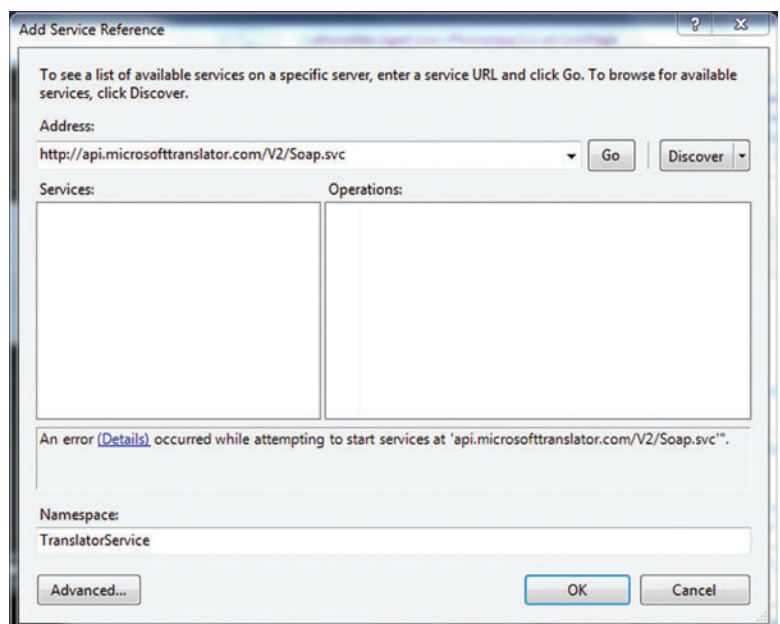 Add Service Reference
?
To see a list of available services on a specific server, enter a service URL and click Go. To browse for available
services, click Discover.
Address:
http://api.microsofttranslator.com/V2/Soap.svc
Go
Discover
Services:
Operations:
An error (Details) occurred while attempting to start services at 'api.microsofttranslator.com/V2/Soap.svc'".
Namespace:
TranslatorService
Advanced...
OK
Cancel